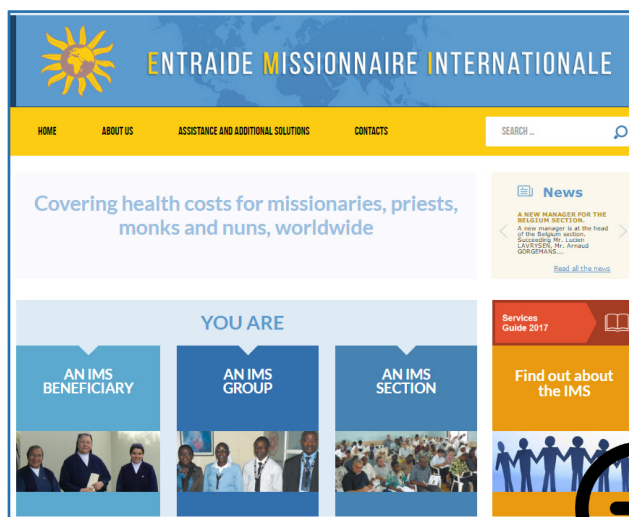 ENTRAIDE MISSIONNAIRE INTERNATIONALE
HOME ABOUT US ASSISTANCE AND ADDITIONAL SOLUTIONS CONTACTS SEARCH ...
Covering health costs for missionaries, priests,
monks and nuns, worldwide
News
A NEW MANAGER FOR THE
BELGIUM SECTION.
A new manager is at the head
of the Belgium section,
Succeeding Mr. Lucien
LAVRYSEN, Mr. Arnaud
GORGEMANS...
Read all the news
YOU ARE
AN IMS
BENEFICIARY
AN IMS
GROUP
AN IMS
SECTION
Services
Guide 2017
Find out about
the IMS